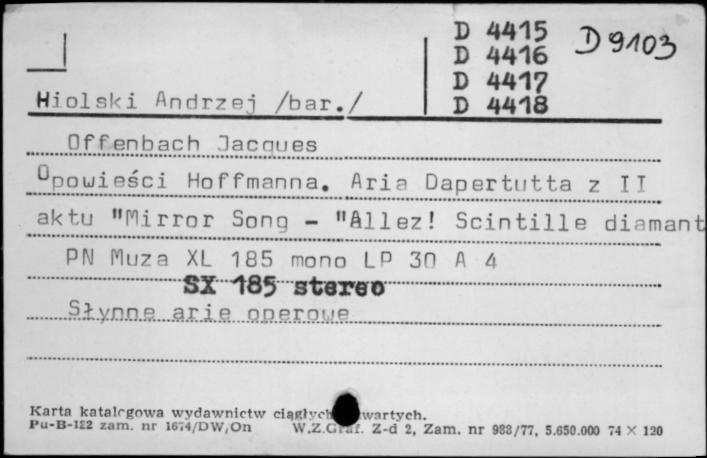 D 4415
D 4416 D 9103
D 4417
Hiolski Andrzej /bar./ D 4418
Offenbach Jacques
Opowieści Hoffmanna. Aria Dapertutta z II
aktu "Mirror Song - "Allez! Scintille diamant
PN Muza XL 185 mono LP 30 A 4
SX 185 stereo
Słynne arie operowe
Karta katalogowa wydawnictw ciągłych wartych.
Pu-B-122 zam. nr 1674/DW/On W.Z.Graf. Z-d 2, Zam. nr 988/77, 5.650.000 74 × 120